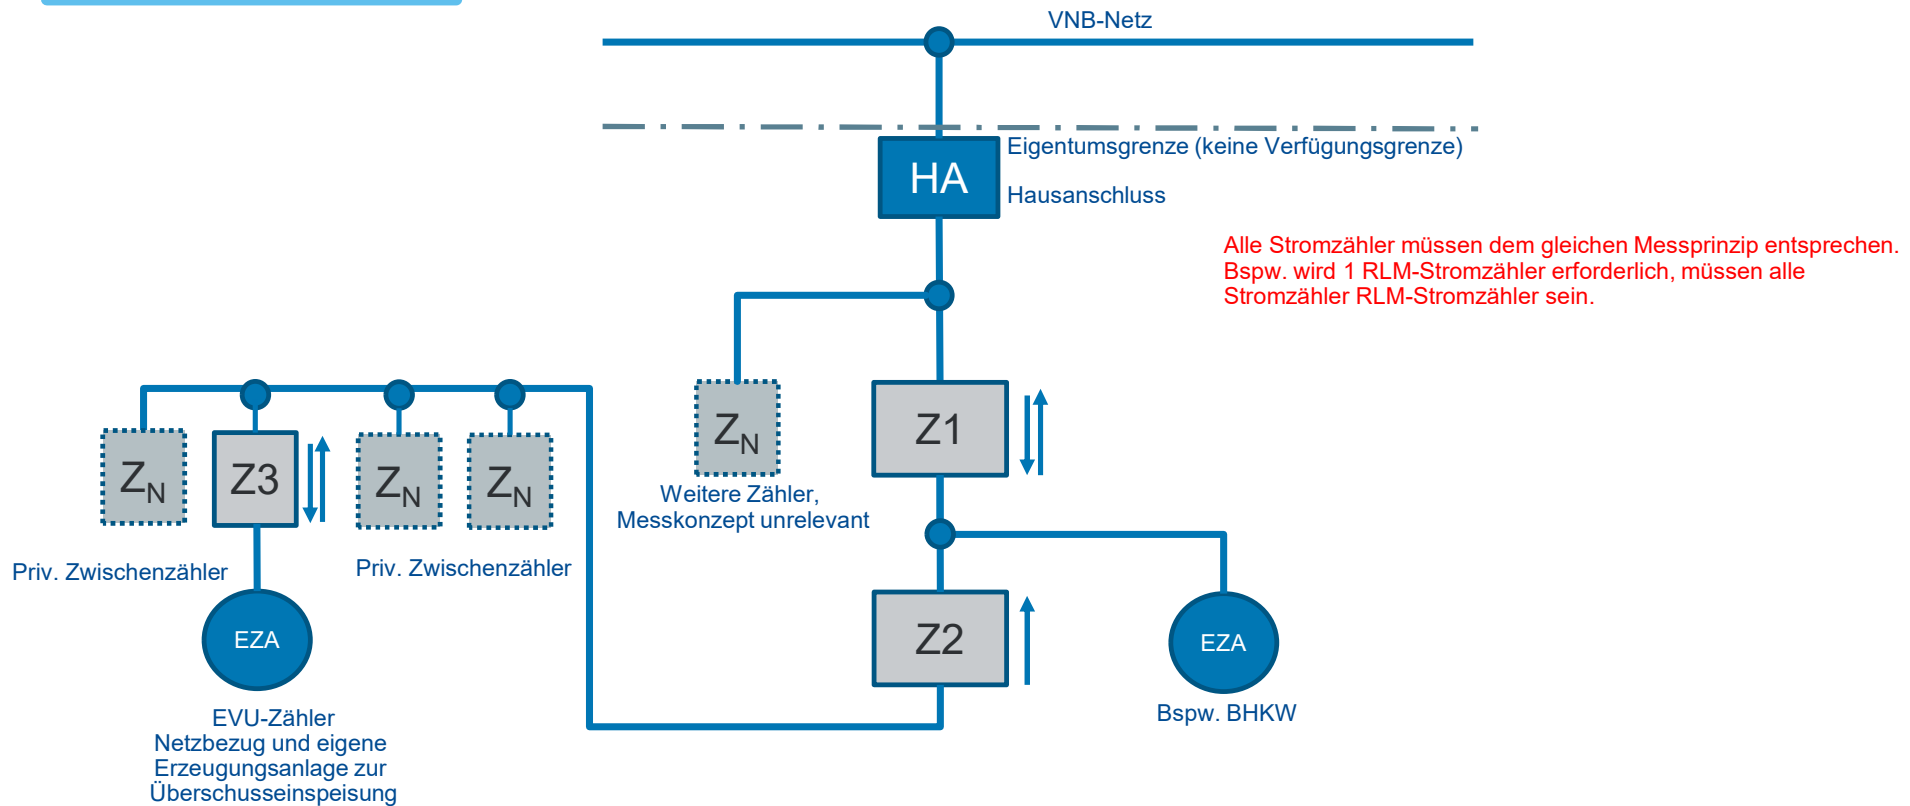 VNB-Netz
Eigentumsgrenze (keine Verfügungsgrenze)
HA
Hausanschluss
Alle Stromzähler müssen dem gleichen Messprinzip entsprechen.
Bspw. wird 1 RLM-Stromzähler erforderlich, müssen alle
Stromzähler RLM-Stromzähler sein.
ZN
Z3
ZN
ZN
ZN
Z1
Weitere Zähler,
Messkonzept unrelevant
Priv. Zwischenzähler
Priv. Zwischenzähler
EZA
Z2
EZA
EVU-Zähler
Netzbezug und eigene
Erzeugungsanlage zur
Überschusseinspeisung
Bspw. BHKW